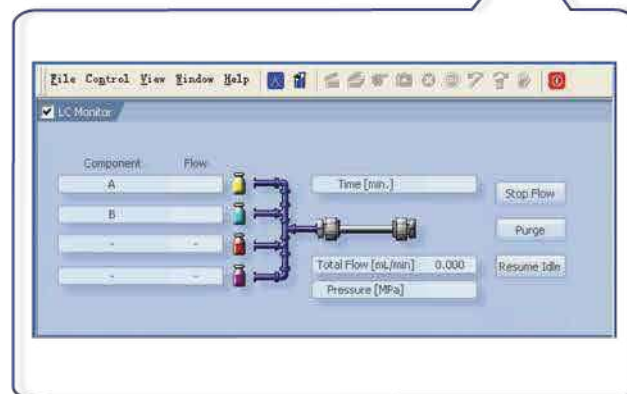 File Control View Window Help
LC Monitor
Component Flow
A
B
- -
- -
Time [min.]
Total Flow [mL/min] 0.000
Pressure [MPa]
Stop Flow
Purge
Resume Idle